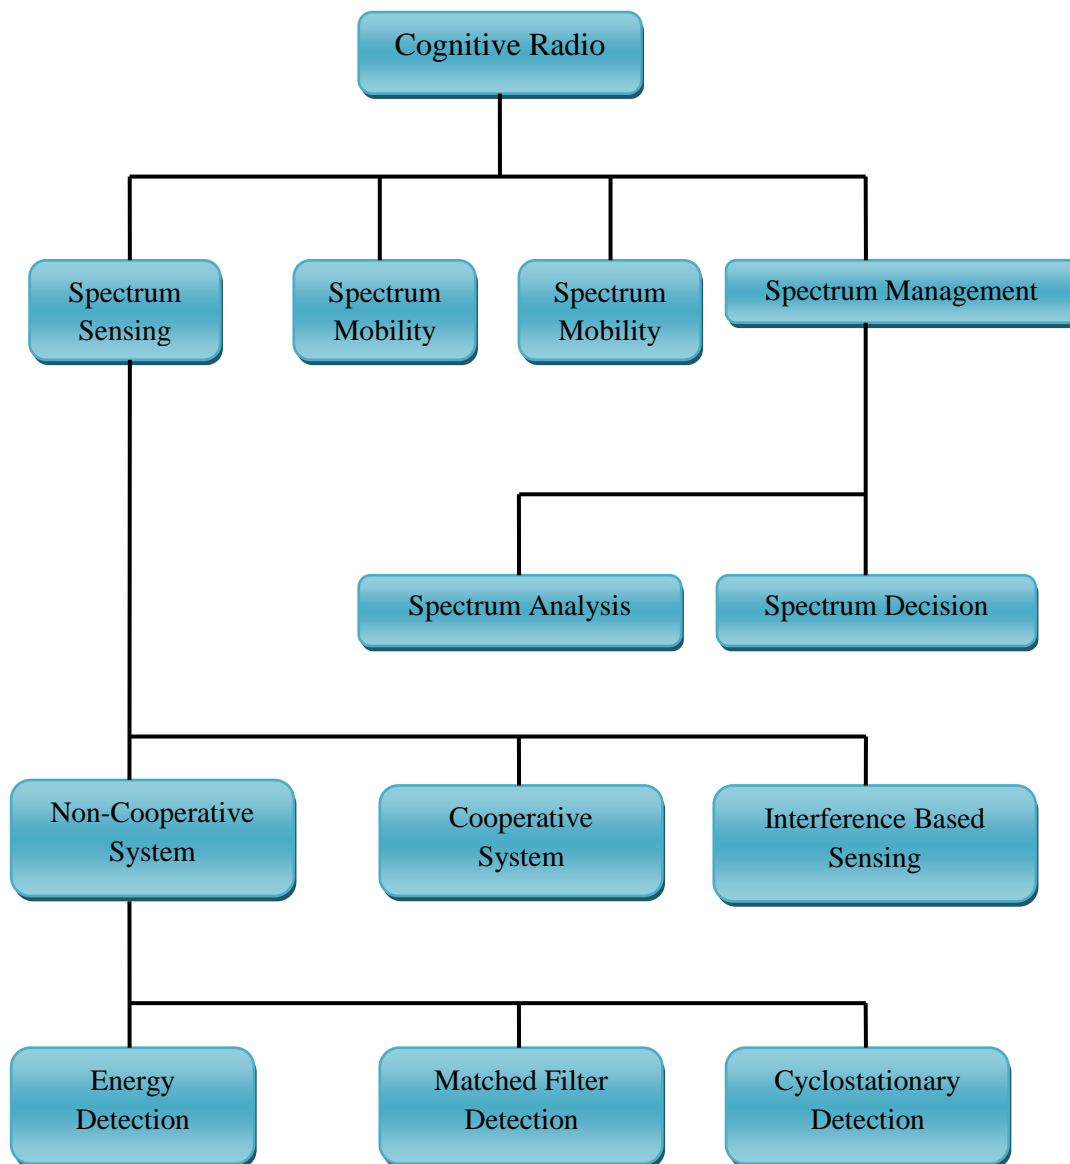 Cognitive Radio
Spectrum
Sensing
Spectrum
Mobility
Spectrum
Mobility
Spectrum Management
Spectrum Analysis
Spectrum Decision
Non-Cooperative
System
Cooperative
System
Interference Based
Sensing
Energy
Detection
Matched Filter
Detection
Cyclostationary
Detection